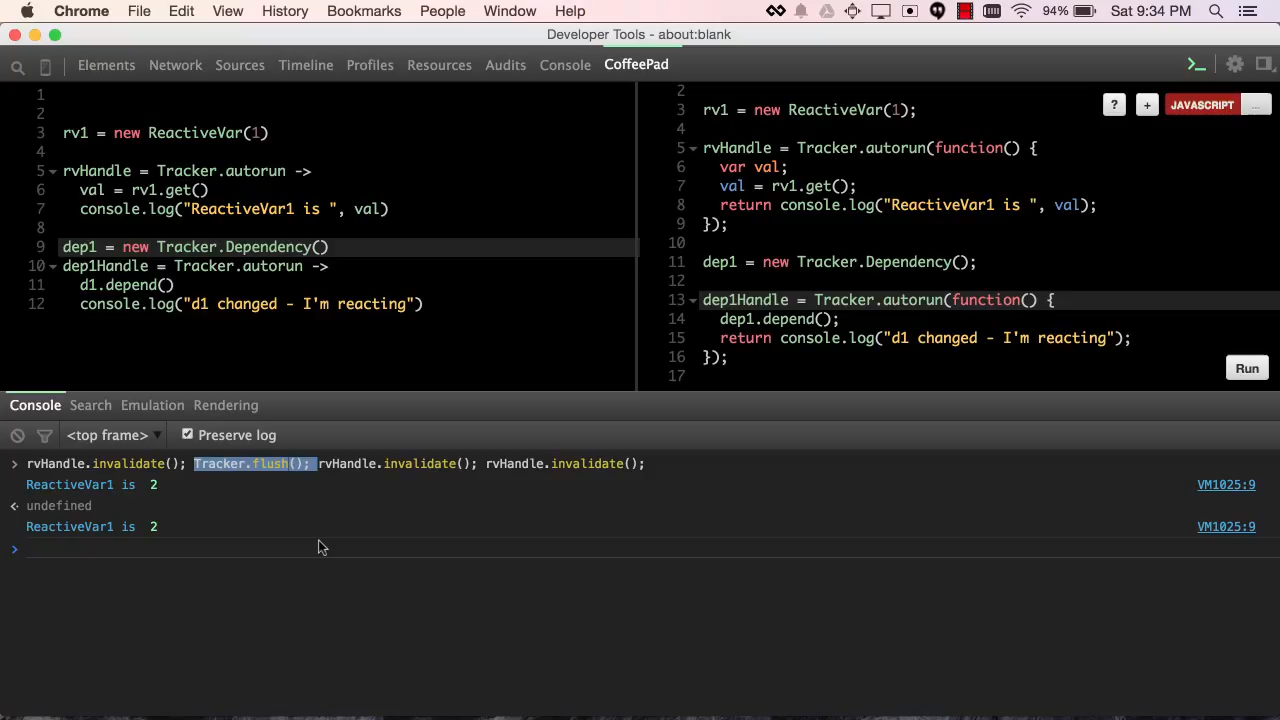 Chrome File Edit View History Bookmarks People Window Help 94% Sat 9:34 PM
Developer Tools - about:blank
Elements Network Sources Timeline Profiles Resources Audits Console CoffeePad
1
2
3 rv1 = new ReactiveVar(1)
4
5 rvHandle = Tracker.autorun ->
6 val = rv1.get()
7 console.log("ReactiveVar1 is ", val)
8
9 dep1 = new Tracker.Dependency()
10 dep1Handle = Tracker.autorun ->
11 d1.depend()
12 console.log("d1 changed - I'm reacting")
2
3 rv1 = new ReactiveVar(1);
4
5 rvHandle = Tracker.autorun(function() {
6 var val;
7 val = rv1.get();
8 return console.log("ReactiveVar1 is ", val);
9 });
10
11 dep1 = new Tracker.Dependency();
12
13 dep1Handle = Tracker.autorun(function() {
14 dep1.depend();
15 return console.log("d1 changed - I'm reacting");
16 });
17
? + JAVASCRIPT ...
Run
Console Search Emulation Rendering
<top frame> Preserve log
> rvHandle.invalidate(); Tracker.flush(); rvHandle.invalidate(); rvHandle.invalidate();
ReactiveVar1 is 2 VM1025:9
undefined
ReactiveVar1 is 2 VM1025:9
>